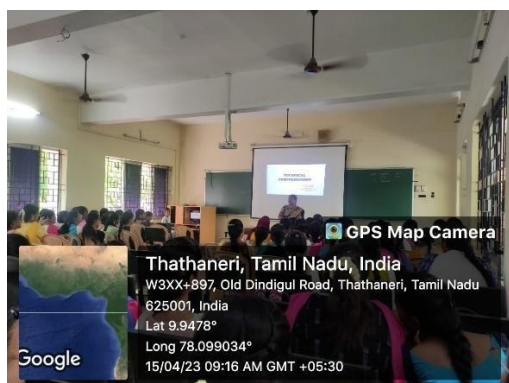 GPS Map Camera
Thathaneri, Tamil Nadu, India
W3XX+897, Old Dindigul Road, Thathaneri, Tamil Nadu
625001, India
Lat 9.9478°
Long 78.099034°
15/04/23 09:16 AM GMT +05:30
Google